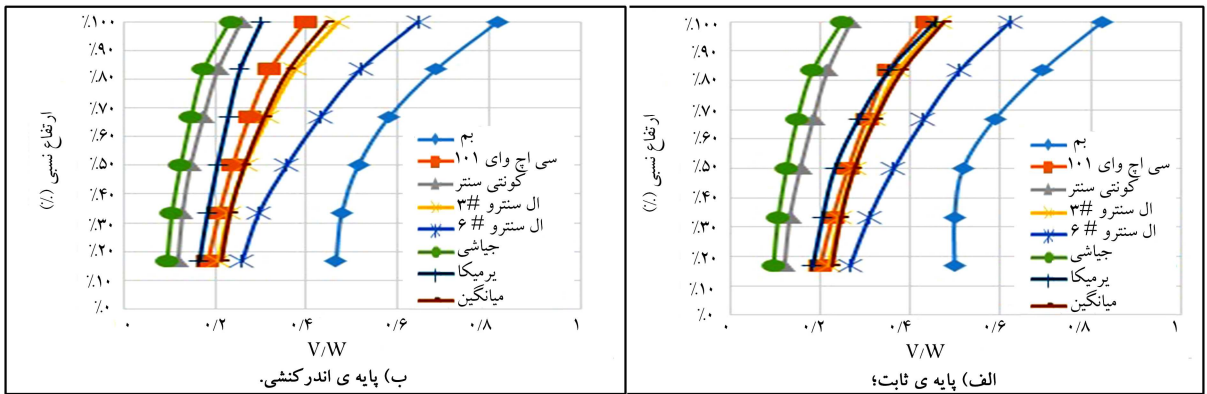 ارتفاع نسبی (٪)
٪۱۰۰
٪۹۰
٪۸۰
٪۷۰
٪۶۰
٪۵۰
٪۴۰
٪۳۰
٪۲۰
٪۱۰
٪۰
بم
سی اچ وای ۱۰۱
کونتی سنتر
ال سنترو #۳
ال سنترو # ۶
جیاشی
یرمیکا
میانگین
۰ ۰/۲ ۰/۴ ۰/۶ ۰/۸ ۱
V/W
الف) پایه ی ثابت؛
ارتفاع نسبی (٪)
٪۱۰۰
٪۹۰
٪۸۰
٪۷۰
٪۶۰
٪۵۰
٪۴۰
٪۳۰
٪۲۰
٪۱۰
٪۰
بم
سی اچ وای ۱۰۱
کونتی سنتر
ال سنترو #۳
ال سنترو # ۶
جیاشی
یرمیکا
میانگین
۰ ۰/۲ ۰/۴ ۰/۶ ۰/۸ ۱
V/W
ب) پایه ی اندرکنشی.